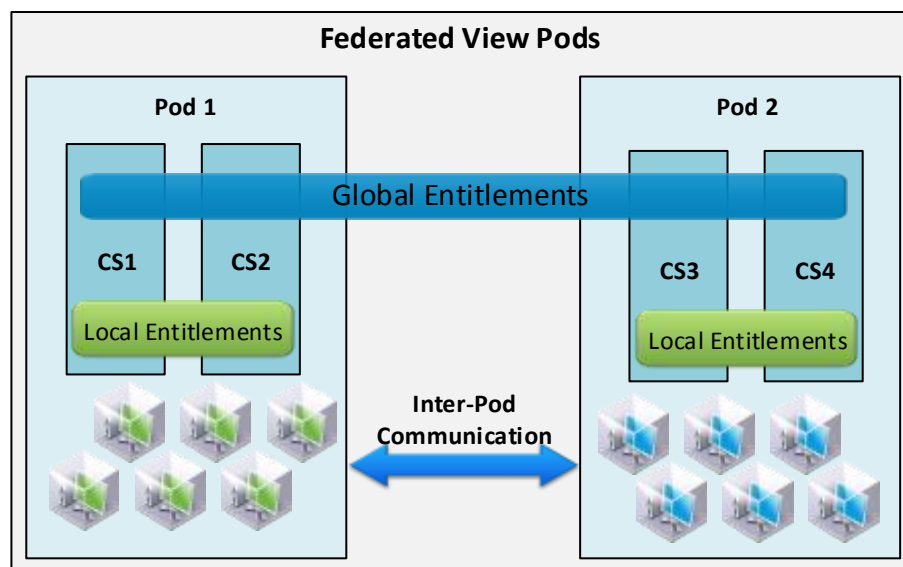 Federated View Pods
Pod 1
Pod 2
Global Entitlements
CS1
CS2
CS3
CS4
Local Entitlements
Local Entitlements
Inter-Pod
Communication